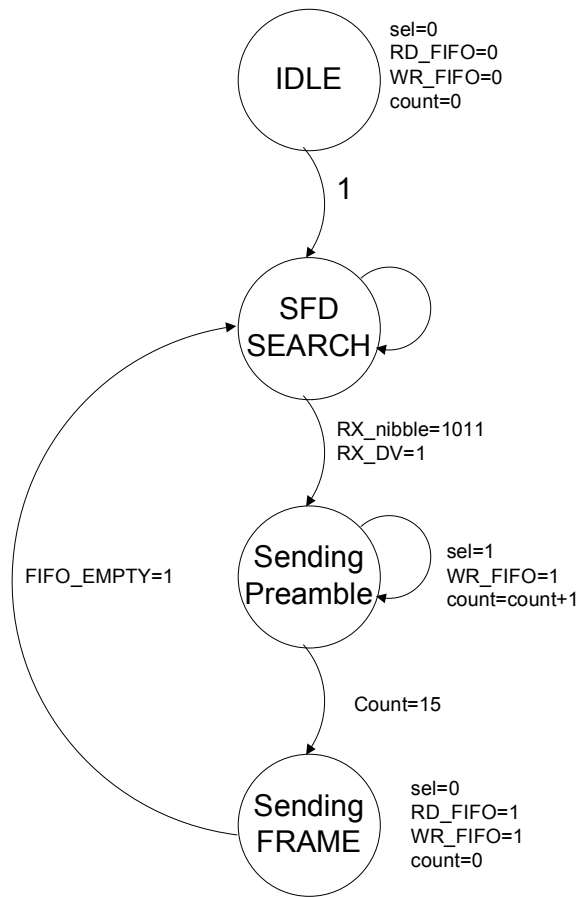 IDLE
sel=0
RD_FIFO=0
WR_FIFO=0
count=0
1
SFD
SEARCH
RX_nibble=1011
RX_DV=1
Sending
Preamble
sel=1
WR_FIFO=1
count=count+1
FIFO_EMPTY=1
Count=15
Sending
FRAME
sel=0
RD_FIFO=1
WR_FIFO=1
count=0